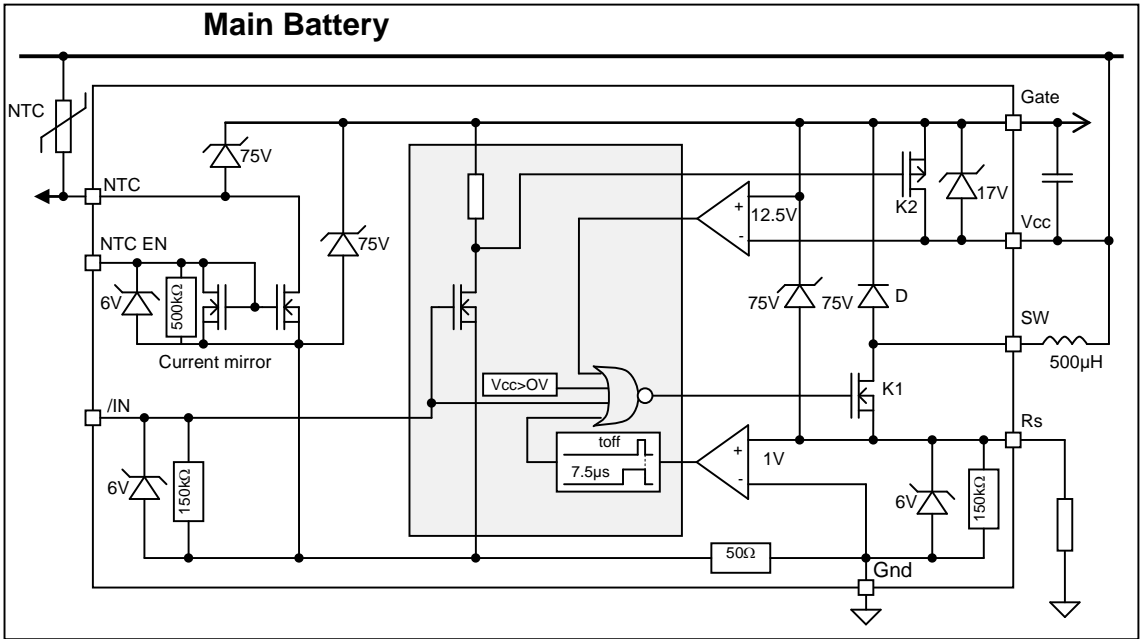 Main Battery
NTC
Gate
75V
NTC
12.5V
+
-
K2
17V
Vcc
NTC EN
75V
6V
500kΩ
75V
75V
D
SW
Current mirror
500µH
Vcc>OV
K1
/IN
Rs
toff
7.5µs
+
-
1V
6V
150kΩ
6V
150kΩ
50Ω
Gnd